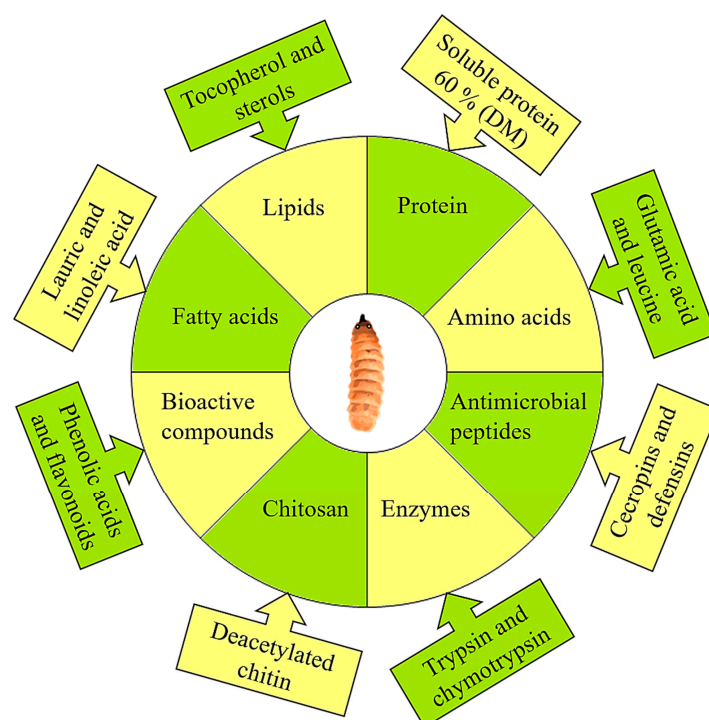 Tocopherol and
sterols
Soluble protein
60 % (DM)
Lauric and
linoleic acid
Lipids
Protein
Glutamic acid
and leucine
Fatty acids
Amino acids
Bioactive
compounds
Antimicrobial
peptides
Phenolic acids
and flavonoids
Cecropins and
defensins
Chitosan
Enzymes
Deacetylated
chitin
Trypsin and
chymotrypsin